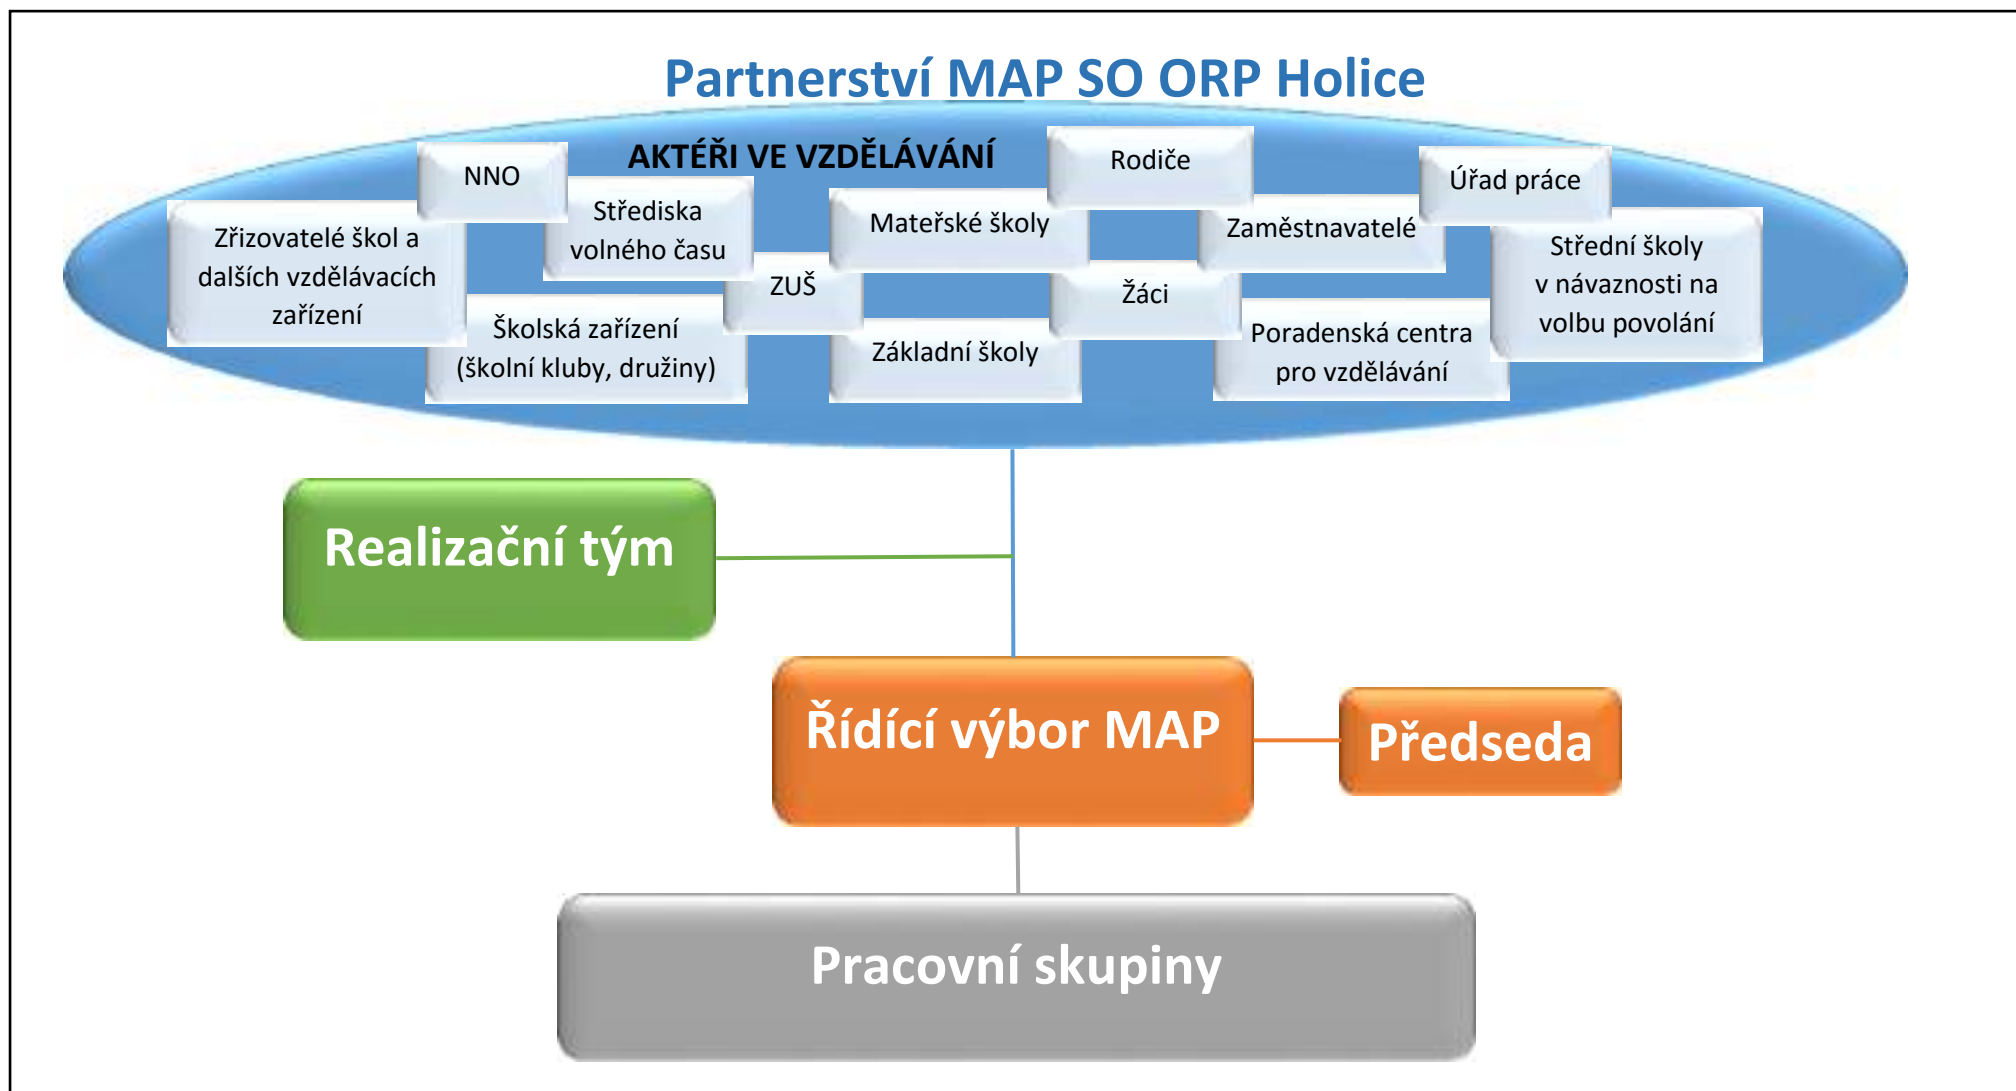 Partnerství MAP SO ORP Holice
AKTÉŘI VE VZDĚLÁVÁNÍ
NNO
Rodiče
Úřad práce
Zřizovatelé škol a
dalších vzdělávacích
zařízení
Střediska
volného času
Mateřské školy
Zaměstnavatelé
Střední školy
v návaznosti na
volbu povolání
ZUŠ
Žáci
Školská zařízení
(školní kluby, družiny)
Základní školy
Poradenská centra
pro vzdělávání
Realizační tým
Řídící výbor MAP
Předseda
Pracovní skupiny